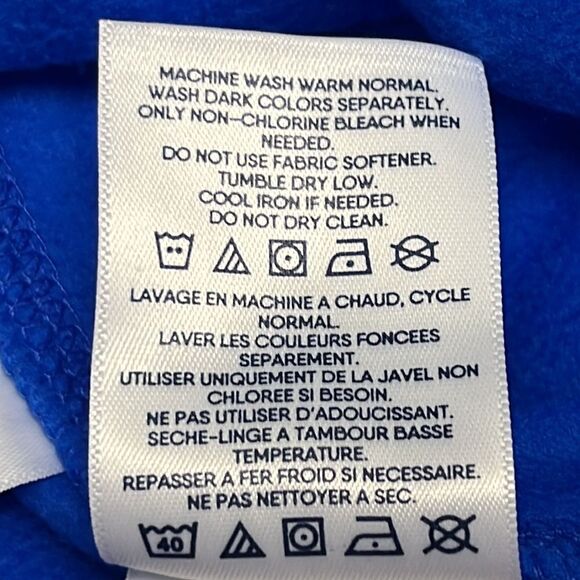 MACHINE WASH WARM NORMAL.
WASH DARK COLORS SEPARATELY.
ONLY NON-CHLORINE BLEACH WHEN
NEEDED.
DO NOT USE FABRIC SOFTENER.
TUMBLE DRY LOW.
COOL IRON IF NEEDED.
DO NOT DRY CLEAN.
LAVAGE EN MACHINE A CHAUD, CYCLE
NORMAL.
LAVER LES COULEURS FONCEES
SEPAREMENT.
UTILISER UNIQUEMENT DE LA JAVEL NON
CHLOREE SI BESOIN.
NE PAS UTILISER D'ADOUCISSANT.
SECHE-LINGE A TAMBOUR BASSE
TEMPERATURE.
REPASSER A FER FROID SI NECESSAIRE.
NE PAS NETTOYER A SEC.
40